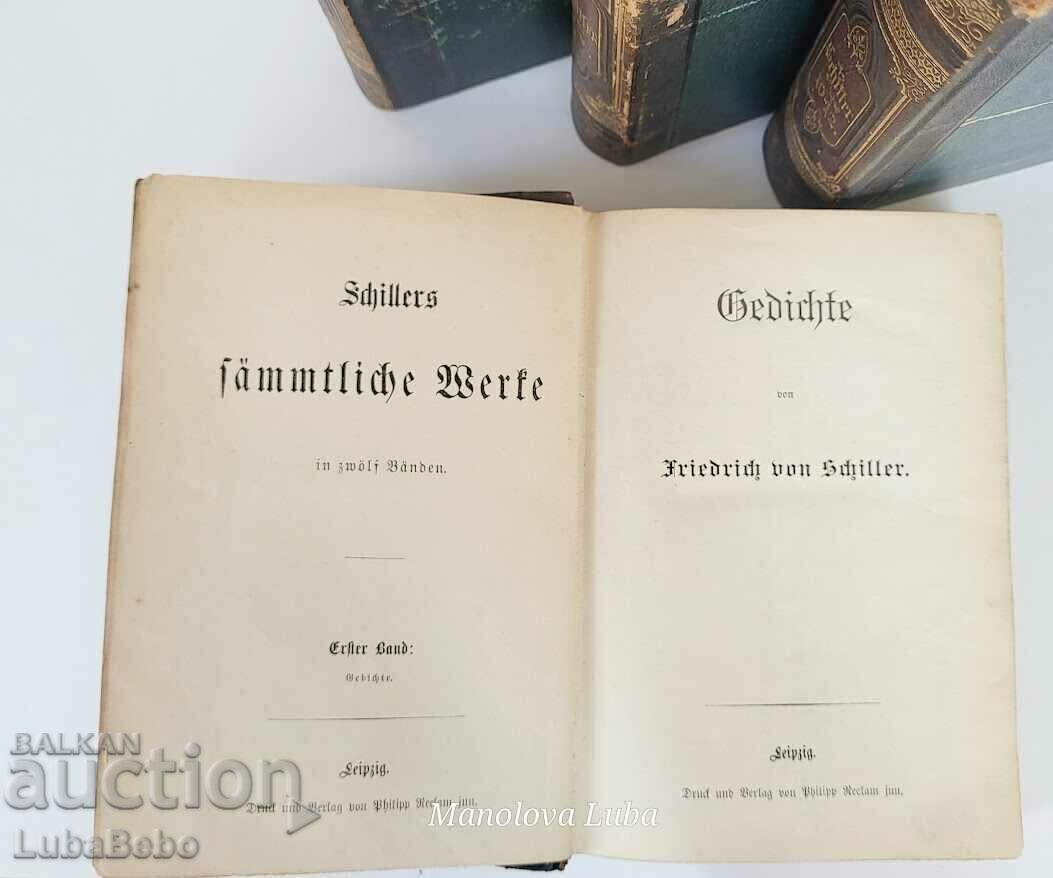 Schillers
sämmtliche Werke
in zwölf Bänden.
Erster Band:
Gedichte.
Leipzig.
Druck und Verlag von Philipp Reclam jun.
Gedichte
von
Friedrich von Schiller.
Leipzig.
Druck und Verlag von Philipp Reclam jun.
BALKAN
auction
LubaBebo
Manolova Luba